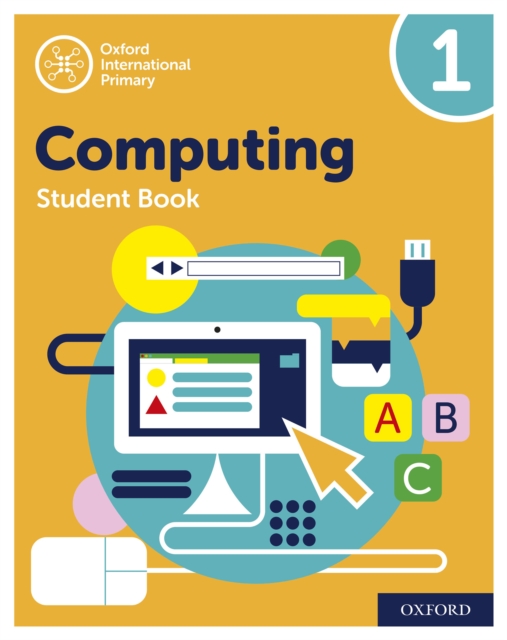 Oxford
International
Primary
1
Computing
Student Book
A
B
C
OXFORD